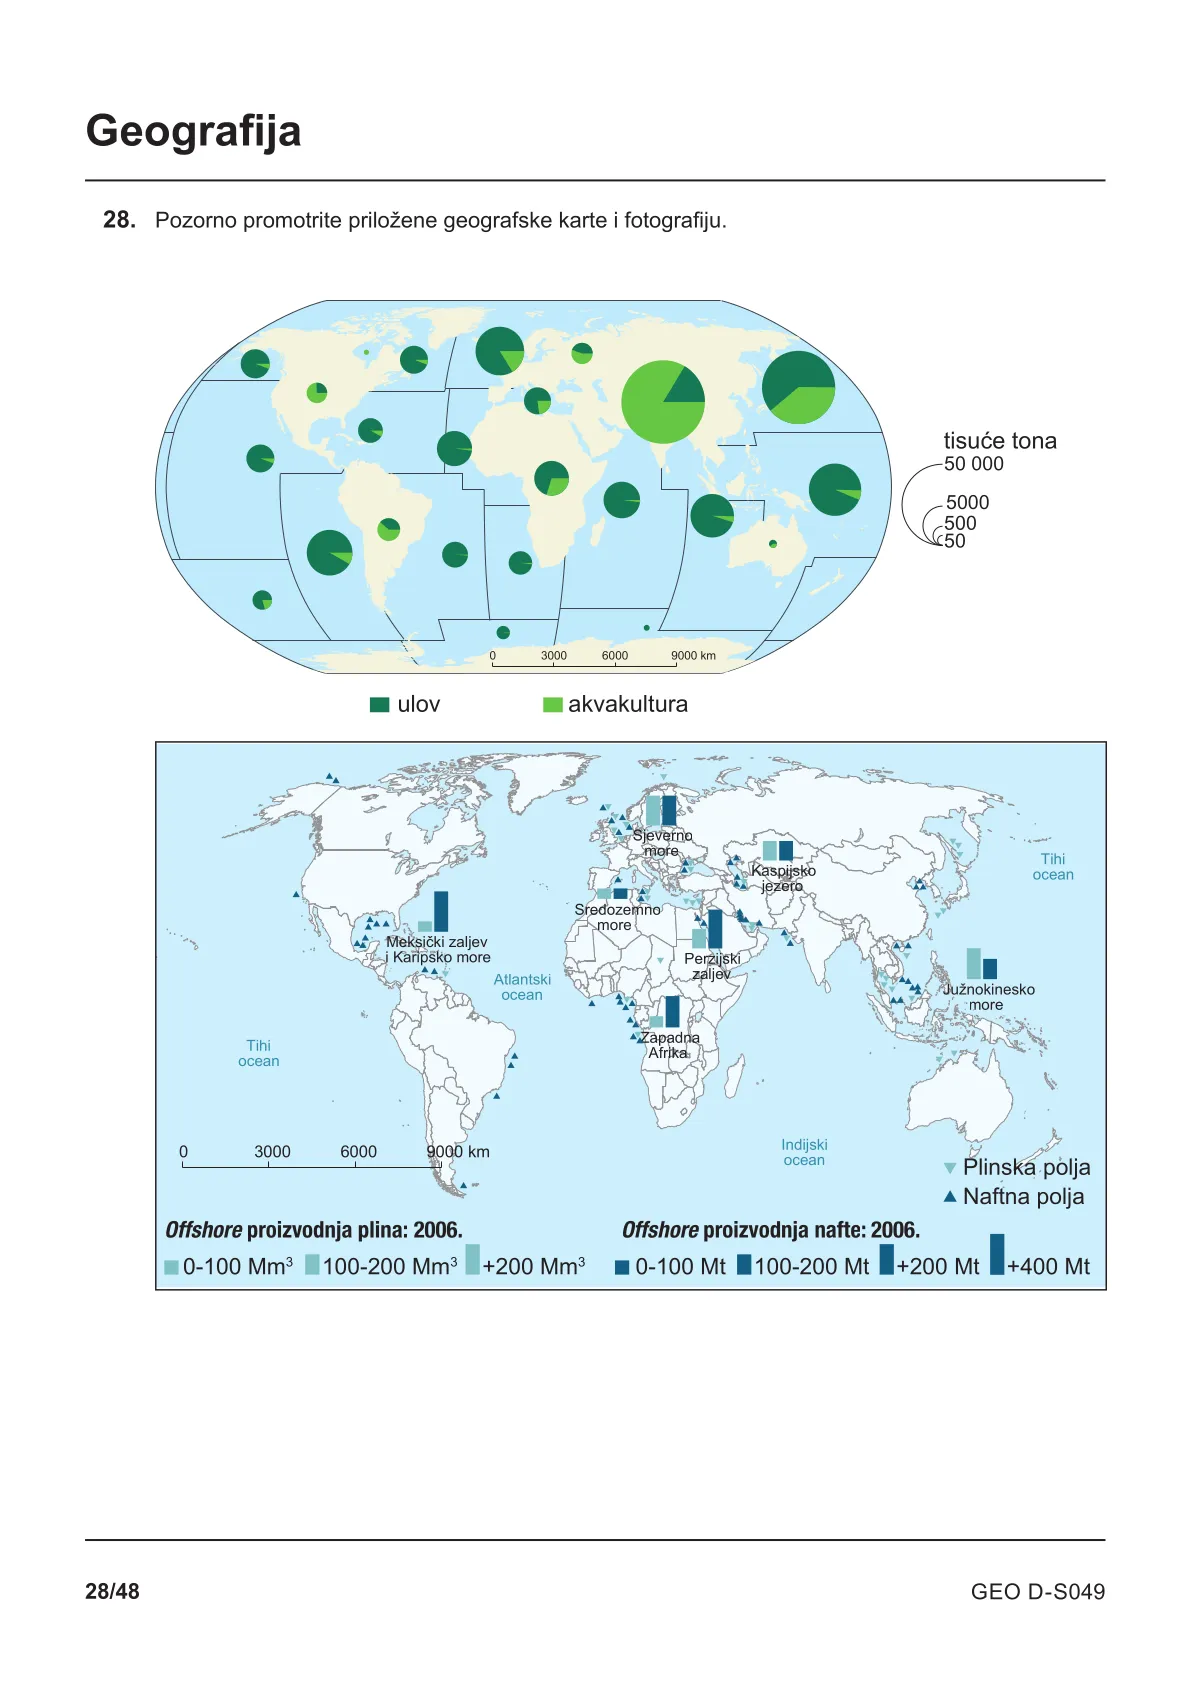 Geografija
28. Pozorno promotrite priložene geografske karte i fotografiju.
tisuće tona
50 000
5000
500
50
0 3000 6000 9000 km
ulov akvakultura
Sjeverno
more
Kaspijsko
jezero
Tihi
ocean
Sredozemno
more
Meksički zaljev
i Karipsko more
Perzijski
zaljev
Atlantski
ocean
Južnokinesko
more
Zapadna
Afrika
Tihi
ocean
Indijski
ocean
0 3000 6000 9000 km
Plinska polja
Naftna polja
Offshore proizvodnja plina: 2006. Offshore proizvodnja nafte: 2006.
0-100 Mm³ 100-200 Mm³ +200 Mm³ 0-100 Mt 100-200 Mt +200 Mt +400 Mt
28/48 GEO D-S049